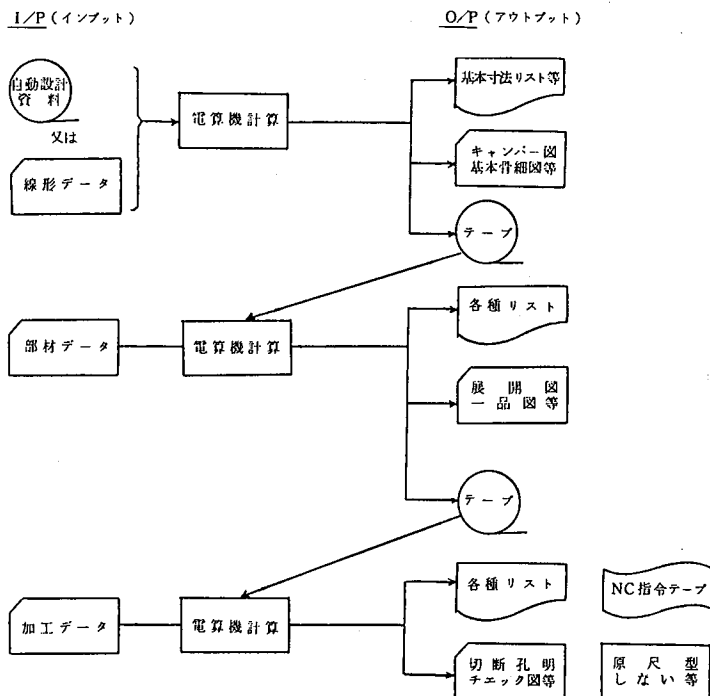 I/P (インプット)
O/P (アウトプット)
自動設計
資料
又は
線形データ
電算機計算
基本寸法リスト等
キャンバー図
基本骨細図等
テープ
部材データ
電算機計算
各種リスト
展開図
一品図等
テープ
加工データ
電算機計算
各種リスト
NC指令テープ
切断孔明
チェック図等
原尺型
しない等